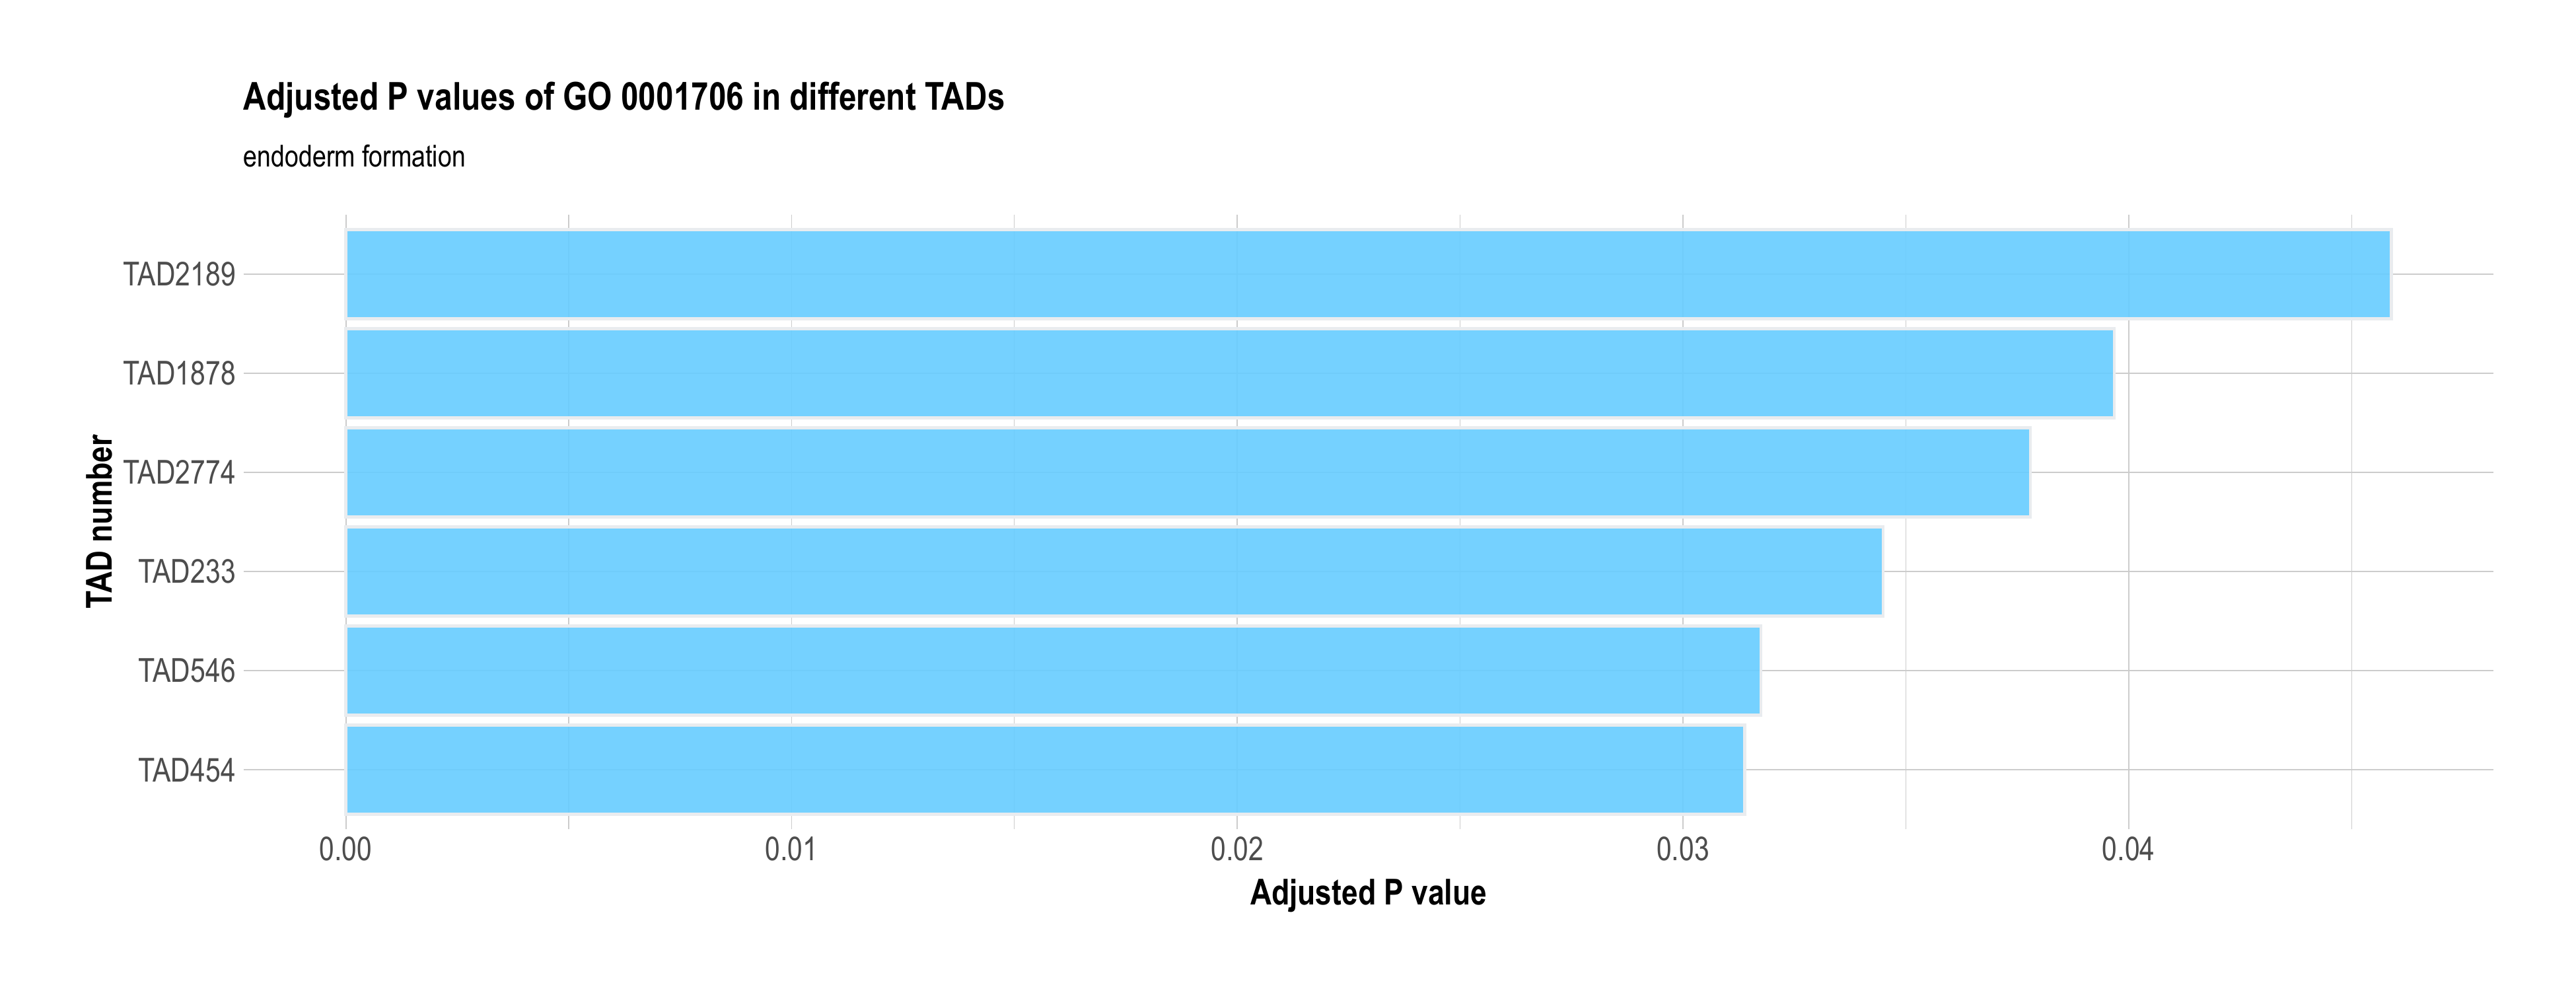 Adjusted P values of GO 0001706 in different TADs
endoderm formation
TAD number
TAD2189
TAD1878
TAD2774
TAD233
TAD546
TAD454
0.00 0.01 0.02 0.03 0.04
Adjusted P value